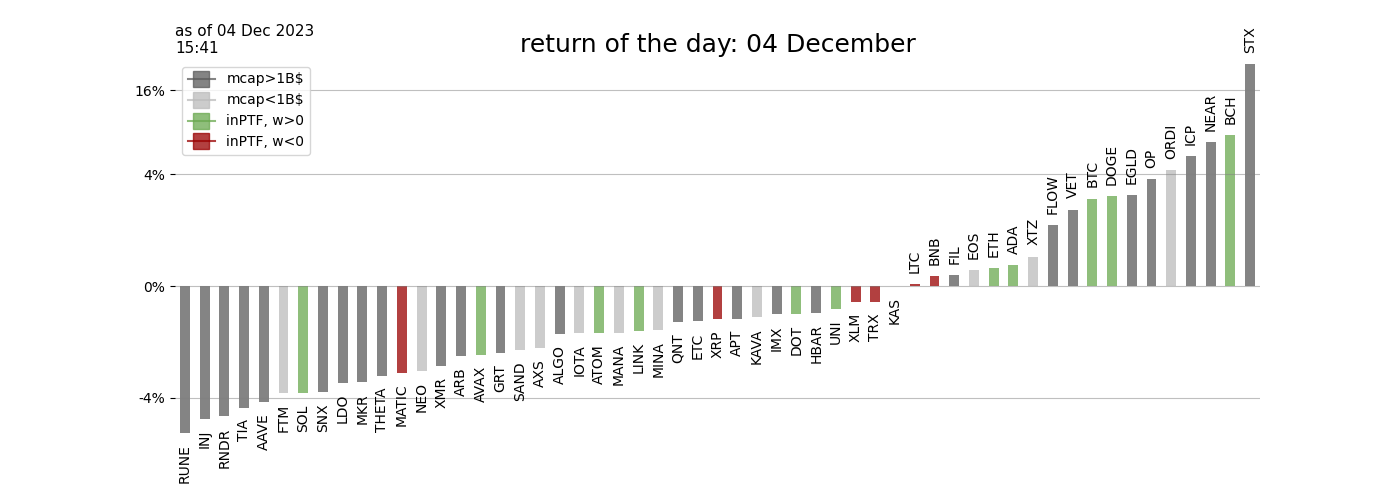 as of 04 Dec 2023
15:41
return of the day: 04 December
mcap>1B$
mcap<1B$
inPTF, w>0
inPTF, w<0
16%
4%
0%
-4%
RUNE
INJ
RNDR
TIA
AAVE
FTM
SOL
SNX
LDO
MKR
THETA
MATIC
NEO
XMR
ARB
AVAX
GRT
SAND
AXS
ALGO
IOTA
ATOM
MANA
LINK
MINA
QNT
ETC
XRP
APT
KAVA
IMX
DOT
HBAR
UNI
XLM
TRX
KAS
LTC
BNB
FIL
EOS
ETH
ADA
XTZ
FLOW
VET
BTC
DOGE
EGLD
OP
ORDI
ICP
NEAR
BCH
STX